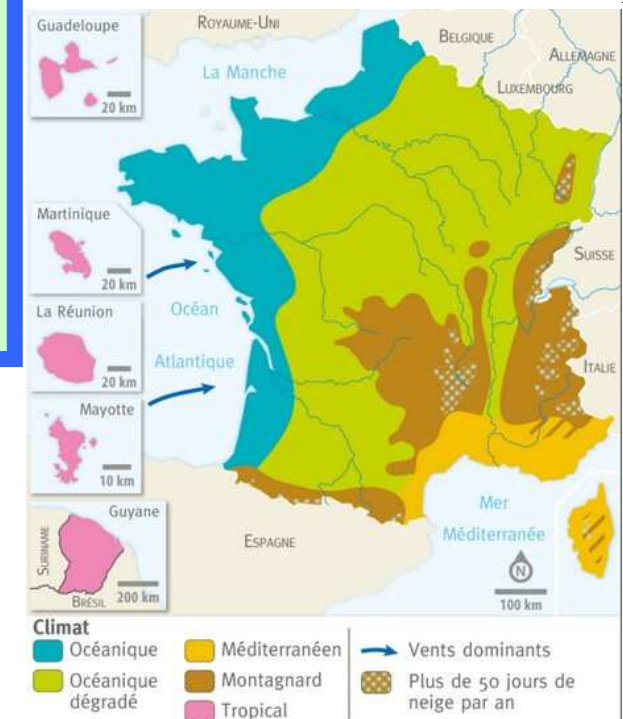 Guadeloupe
20 km
ROYAUME-UNI
BELGIQUE
ALLEMAGNE
LUXEMBOURG
La Manche
Martinique
20 km
SUISSE
La Réunion
20 km
Océan
Atlantique
ITALIE
Mayotte
10 km
Guyane
SURINAME
BRÉSIL
200 km
ESPAGNE
Mer
Méditerranée
N
100 km
Climat
Océanique
Océanique
dégradé
Méditerranéen
Montagnard
Tropical
Vents dominants
Plus de 50 jours de
neige par an